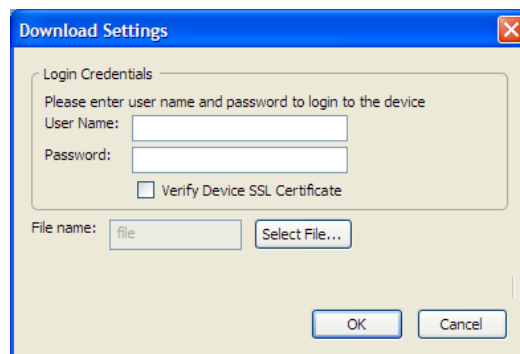 Download Settings
Login Credentials
Please enter user name and password to login to the device
User Name:
Password:
Verify Device SSL Certificate
File name: file Select File...
OK Cancel